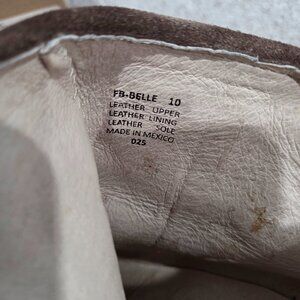 FB-BELLE 10
LEATHER UPPER
LEATHER LINING
LEATHER SOLE
MADE IN MEXICO
025